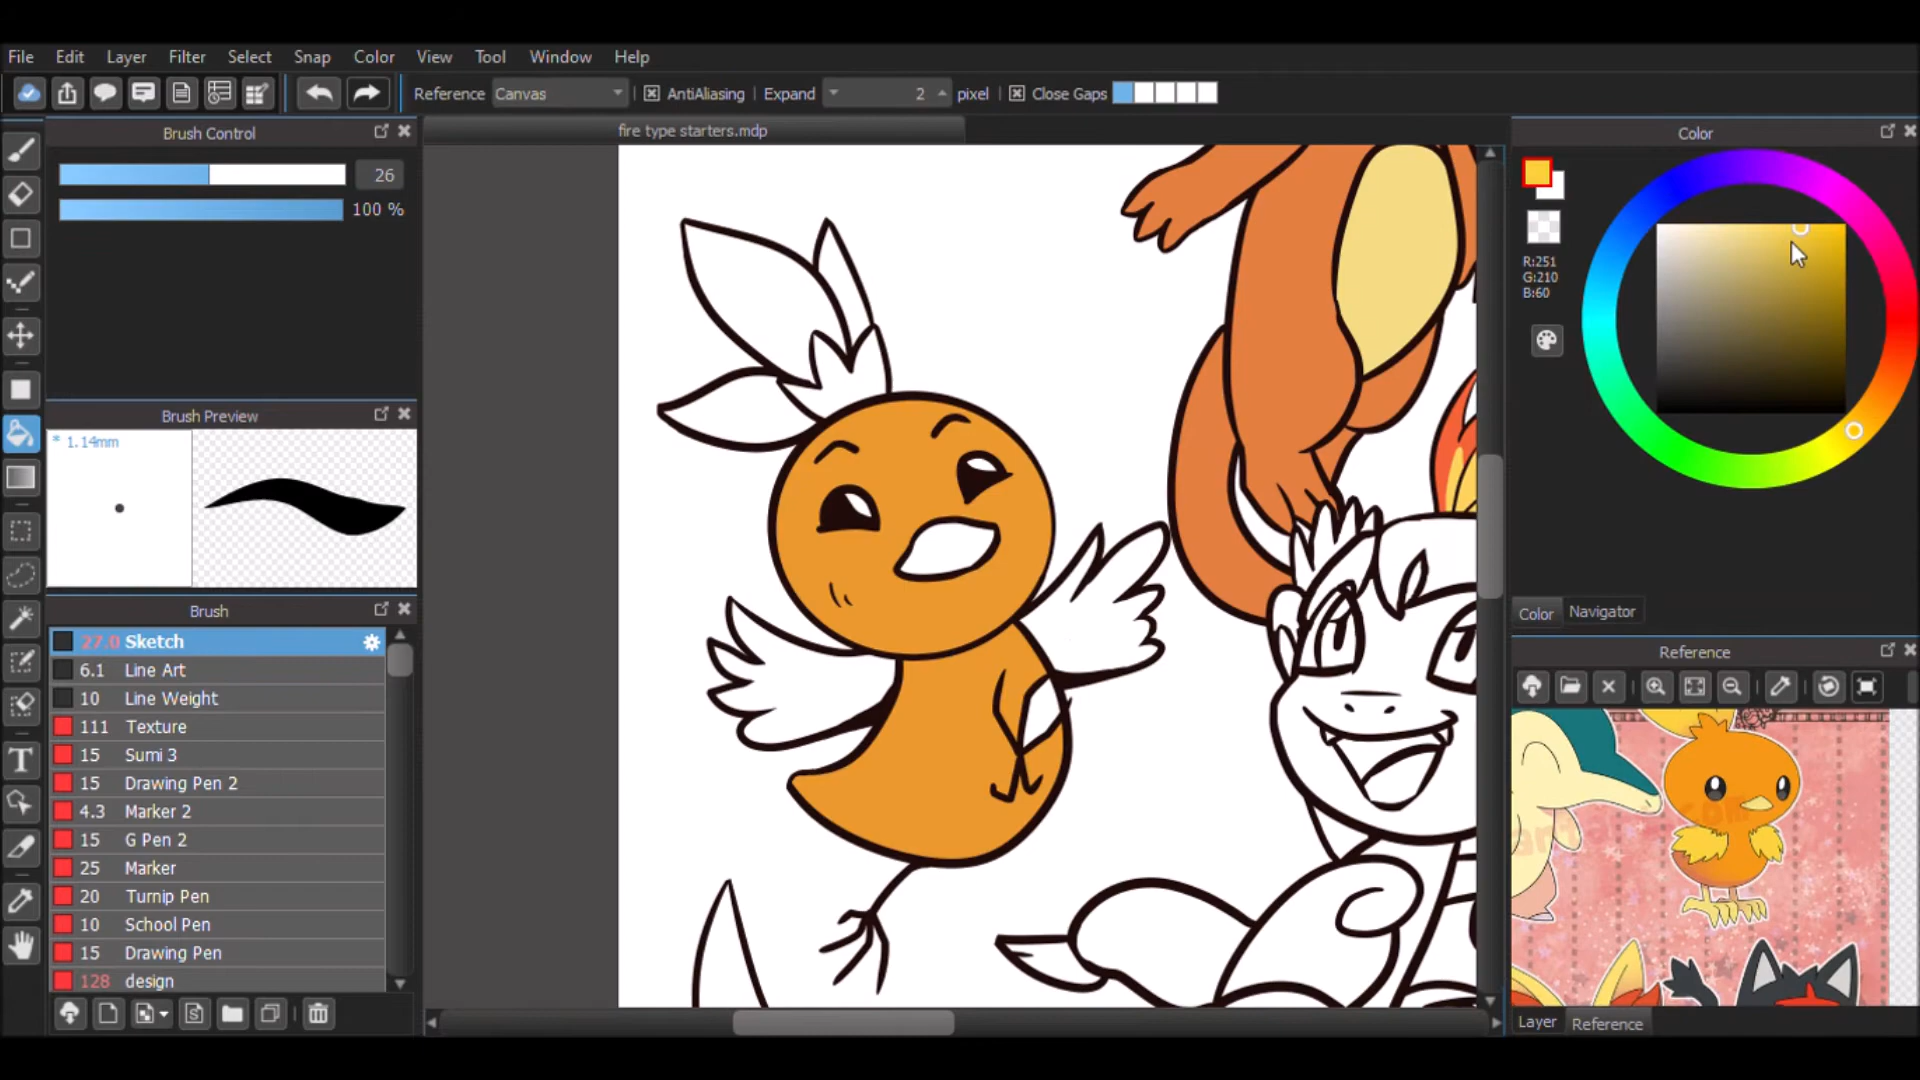 File Edit Layer Filter Select Snap Color View Tool Window Help
Reference Canvas AntiAliasing Expand 2 pixel Close Gaps
Brush Control
fire type starters.mdp
Color
26
100 %
R:251
G:210
B:60
Brush Preview
* 1.14mm
Brush
Color Navigator
27.0 Sketch
6.1 Line Art
10 Line Weight
111 Texture
15 Sumi 3
15 Drawing Pen 2
4.3 Marker 2
15 G Pen 2
25 Marker
20 Turnip Pen
10 School Pen
15 Drawing Pen
128 design
Reference
Layer Reference